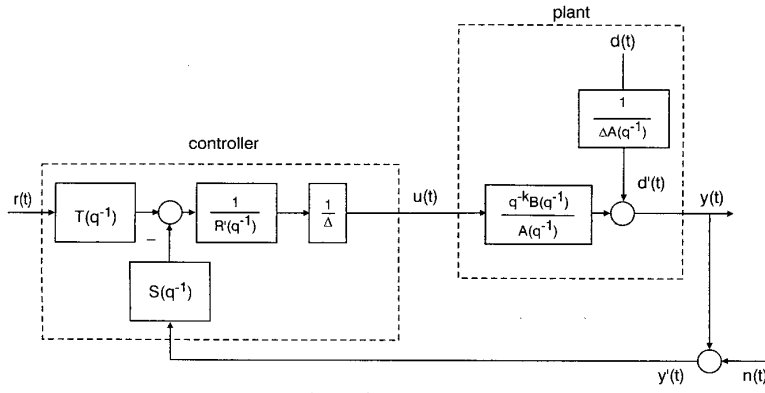 plant
d(t)
1
ΔA(q-1)
controller
d'(t)
r(t)
T(q-1)
1
R'(q-1)
1
Δ
u(t)
q-kB(q-1)
A(q-1)
y(t)
–
S(q-1)
y'(t)
n(t)